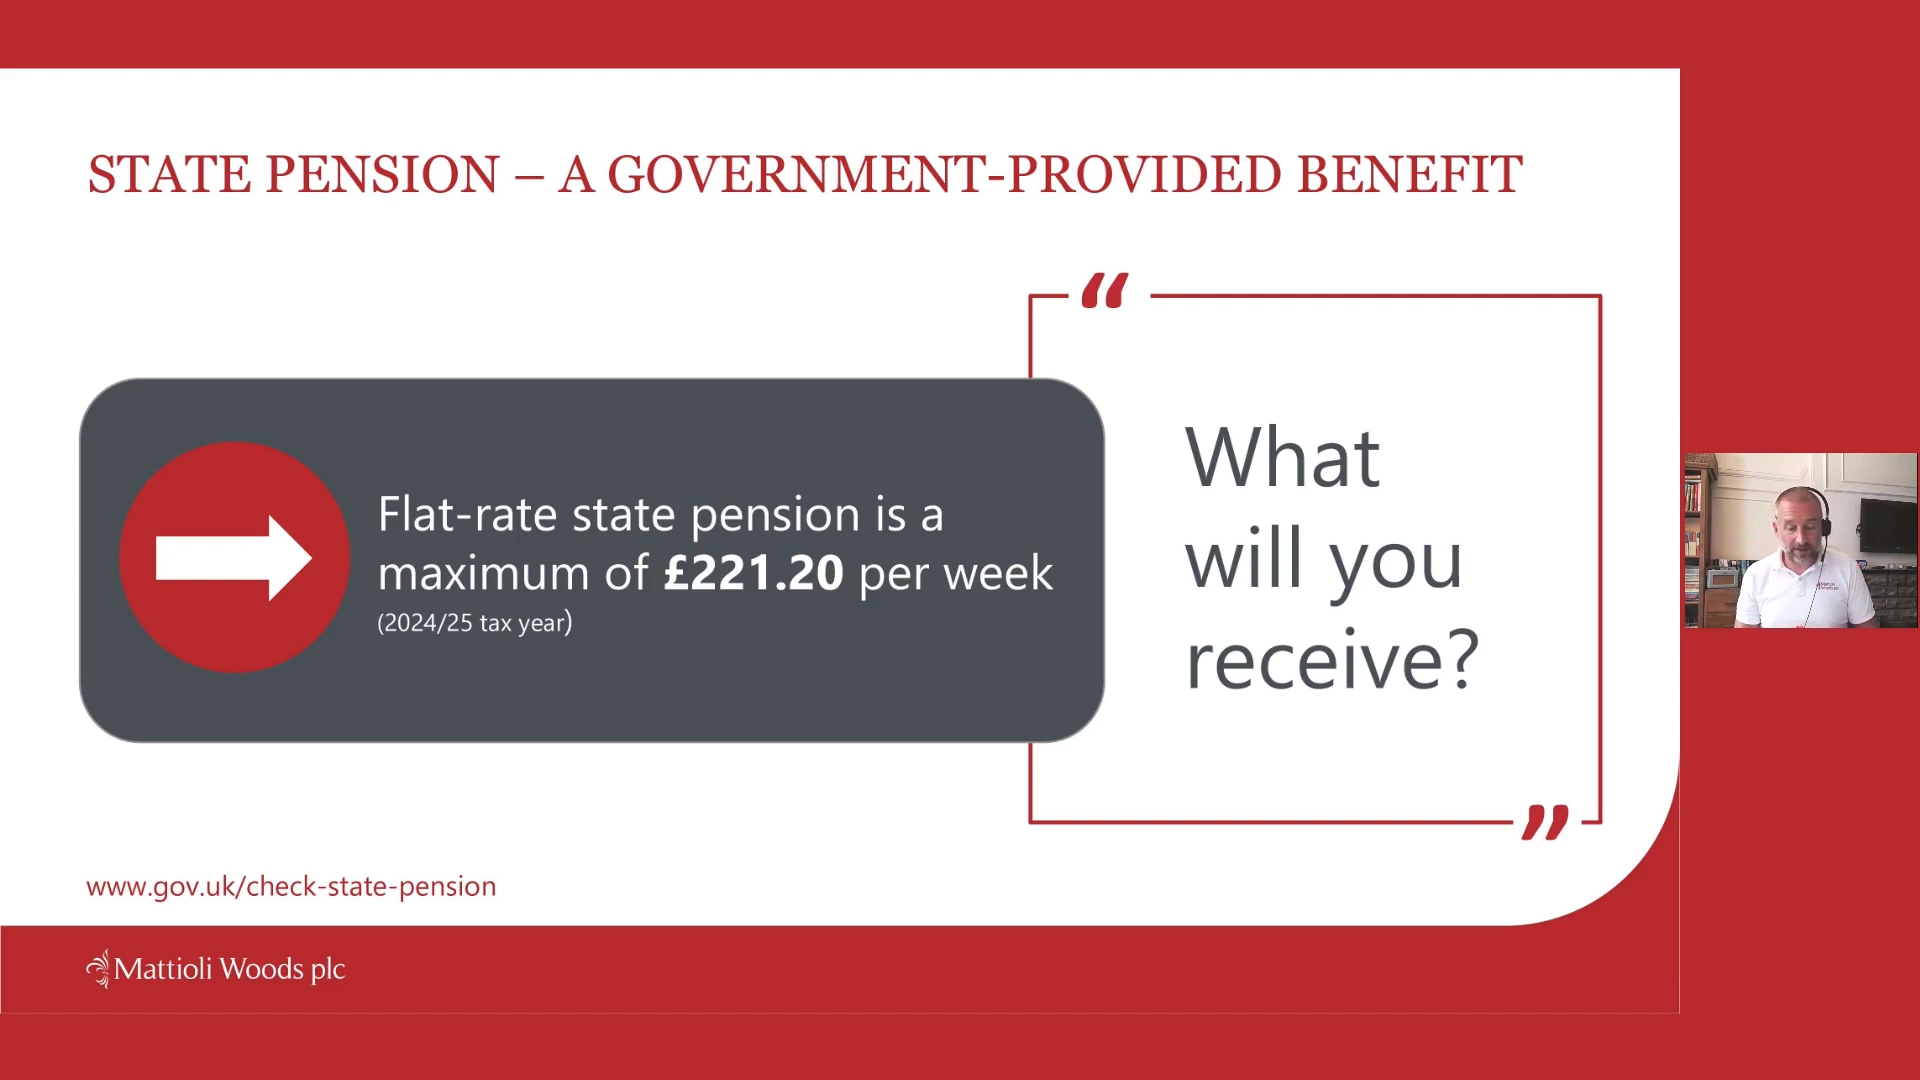 STATE PENSION – A GOVERNMENT-PROVIDED BENEFIT
Flat-rate state pension is a
maximum of £221.20 per week
(2024/25 tax year)
“
What
will you
receive?
”
www.gov.uk/check-state-pension
Mattioli Woods plc